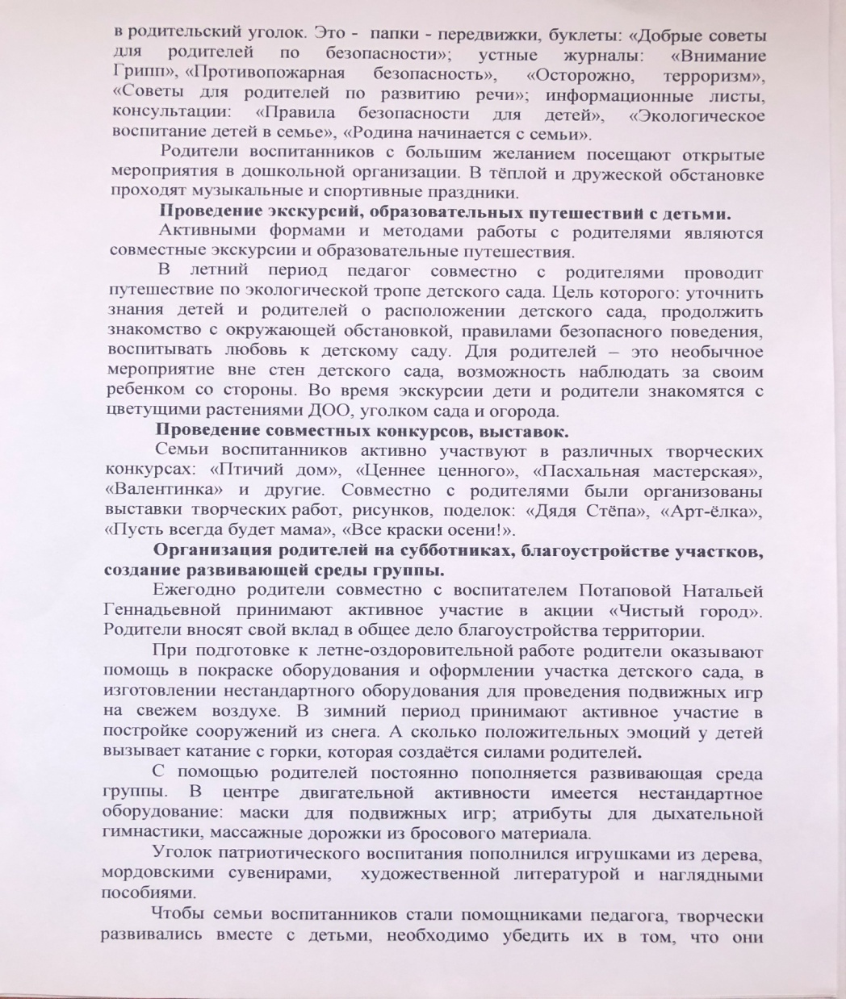 в родительский уголок. Это - папки - передвижки, буклеты: «Добрые советы
для родителей по безопасности»; устные журналы: «Внимание
Грипп», «Противопожарная безопасность», «Осторожно, терроризм»,
«Советы для родителей по развитию речи»; информационные листы,
консультации: «Правила безопасности для детей», «Экологическое
воспитание детей в семье», «Родина начинается с семьи».
Родители воспитанников с большим желанием посещают открытые
мероприятия в дошкольной организации. В тёплой и дружеской обстановке
проходят музыкальные и спортивные праздники.
Проведение экскурсий, образовательных путешествий с детьми.
Активными формами и методами работы с родителями являются
совместные экскурсии и образовательные путешествия.
В летний период педагог совместно с родителями проводит
путешествие по экологической тропе детского сада. Цель которого: уточнить
знания детей и родителей о расположении детского сада, продолжить
знакомство с окружающей обстановкой, правилами безопасного поведения,
воспитывать любовь к детскому саду. Для родителей – это необычное
мероприятие вне стен детского сада, возможность наблюдать за своим
ребенком со стороны. Во время экскурсии дети и родители знакомятся с
цветущими растениями ДОО, уголком сада и огорода.
Проведение совместных конкурсов, выставок.
Семьи воспитанников активно участвуют в различных творческих
конкурсах: «Птичий дом», «Ценнее ценного», «Пасхальная мастерская»,
«Валентинка» и другие. Совместно с родителями были организованы
выставки творческих работ, рисунков, поделок: «Дядя Стёпа», «Арт-ёлка»,
«Пусть всегда будет мама», «Все краски осени!».
Организация родителей на субботниках, благоустройстве участков,
создание развивающей среды группы.
Ежегодно родители совместно с воспитателем Потаповой Натальей
Геннадьевной принимают активное участие в акции «Чистый город».
Родители вносят свой вклад в общее дело благоустройства территории.
При подготовке к летне-оздоровительной работе родители оказывают
помощь в покраске оборудования и оформлении участка детского сада, в
изготовлении нестандартного оборудования для проведения подвижных игр
на свежем воздухе. В зимний период принимают активное участие в
постройке сооружений из снега. А сколько положительных эмоций у детей
вызывает катание с горки, которая создаётся силами родителей.
С помощью родителей постоянно пополняется развивающая среда
группы. В центре двигательной активности имеется нестандартное
оборудование: маски для подвижных игр; атрибуты для дыхательной
гимнастики, массажные дорожки из бросового материала.
Уголок патриотического воспитания пополнился игрушками из дерева,
мордовскими сувенирами, художественной литературой и наглядными
пособиями.
Чтобы семьи воспитанников стали помощниками педагога, творчески
развивались вместе с детьми, необходимо убедить их в том, что они